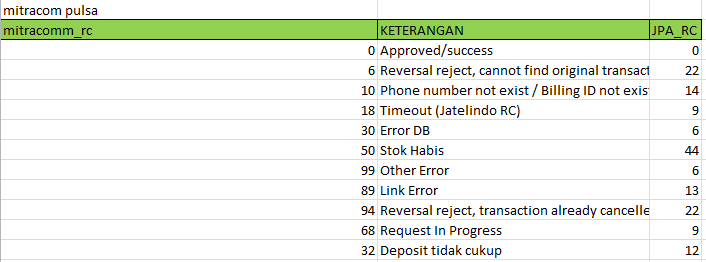 mitracom pulsa
mitracomm_rc KETERANGAN JPA_RC
0 Approved/success 0
6 Reversal reject, cannot find original transact 22
10 Phone number not exist / Billing ID not exis 14
18 Timeout (Jatelindo RC) 9
30 Error DB 6
50 Stok Habis 44
99 Other Error 6
89 Link Error 13
94 Reversal reject, transaction already cancelle 22
68 Request In Progress 9
32 Deposit tidak cukup 12